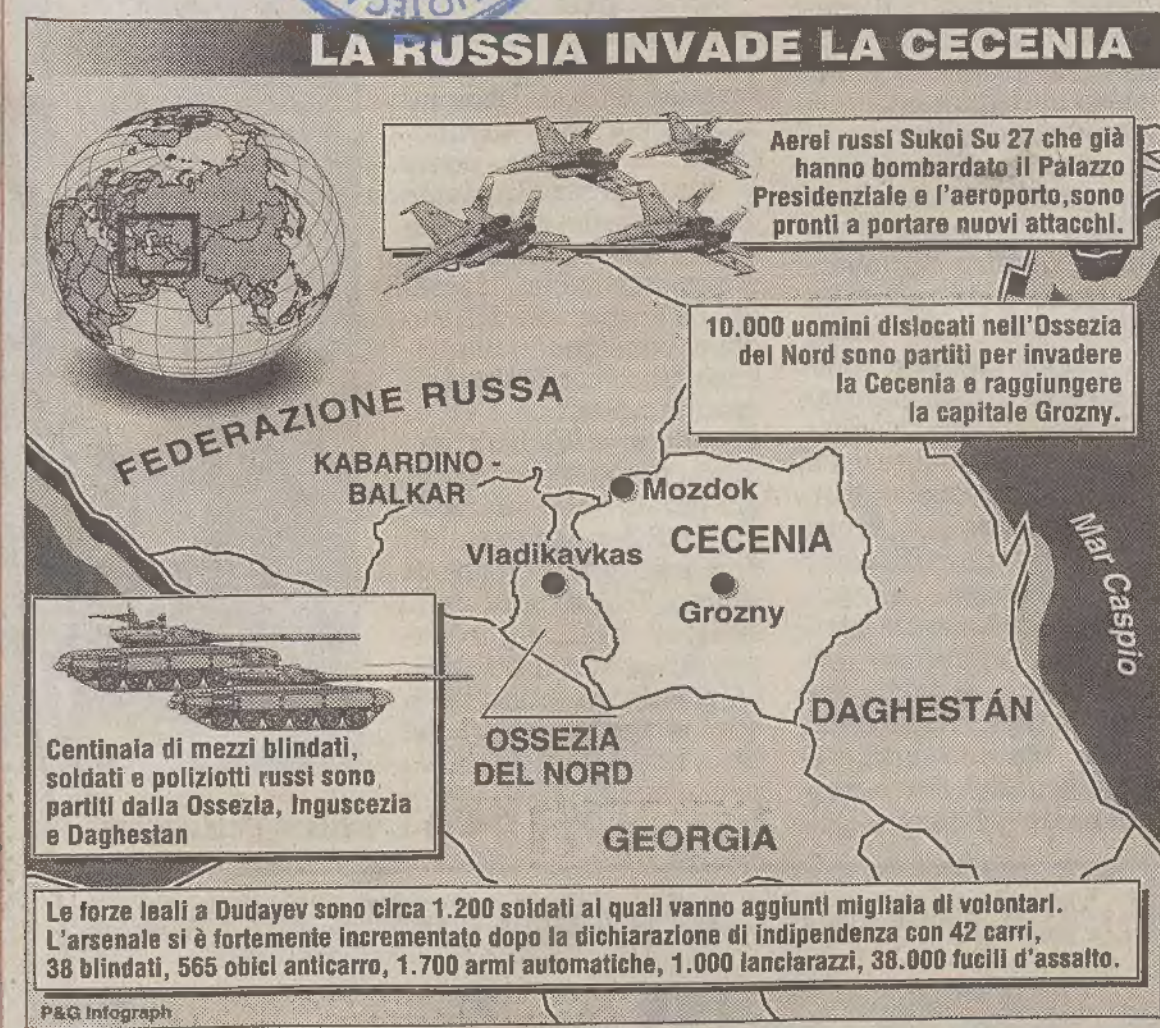 LA RUSSIA INVADE LA CECENIA
Aerei russi Sukoi Su 27 che già
hanno bombardato il Palazzo
Presidenziale e l'aeroporto,sono
pronti a portare nuovi attacchi.
10.000 uomini dislocati nell'Ossezia
del Nord sono partiti per invadere
la Cecenia e raggiungere
la capitale Grozny.
FEDERAZIONE RUSSA
KABARDINO -
BALKAR
Mozdok
Vladikavkas
CECENIA
Grozny
Mar Caspio
DAGHESTÁN
OSSEZIA
DEL NORD
GEORGIA
Centinaia di mezzi blindati,
soldati e poliziotti russi sono
partiti dalla Ossezia, Inguscezia
e Daghestan
Le forze leali a Dudayev sono circa 1.200 soldati ai quali vanno aggiunti migliaia di volontari.
L'arsenale si è fortemente incrementato dopo la dichiarazione di indipendenza con 42 carri,
38 blindati, 565 obici anticarro, 1.700 armi automatiche, 1.000 lanciarazzi, 38.000 fucili d'assalto.
P&G Infograph